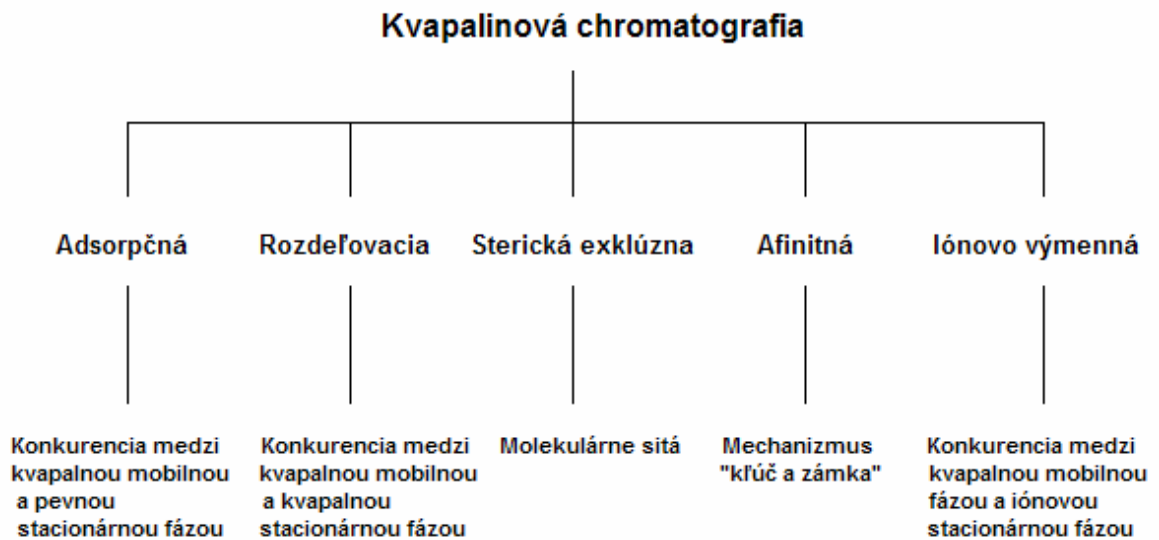 Kvapalinová chromatografia
Adsorpčná
Rozdeľovacia
Sterická exklúzna
Afinitná
Iónovo výmenná
Konkurencia medzi
kvapalnou mobilnou
a pevnou
stacionárnou fázou
Konkurencia medzi
kvapalnou mobilnou
a kvapalnou
stacionárnou fázou
Molekulárne sitá
Mechanizmus
"kľúč a zámka"
Konkurencia medzi
kvapalnou mobilnou
fázou a iónovou
stacionárnou fázou